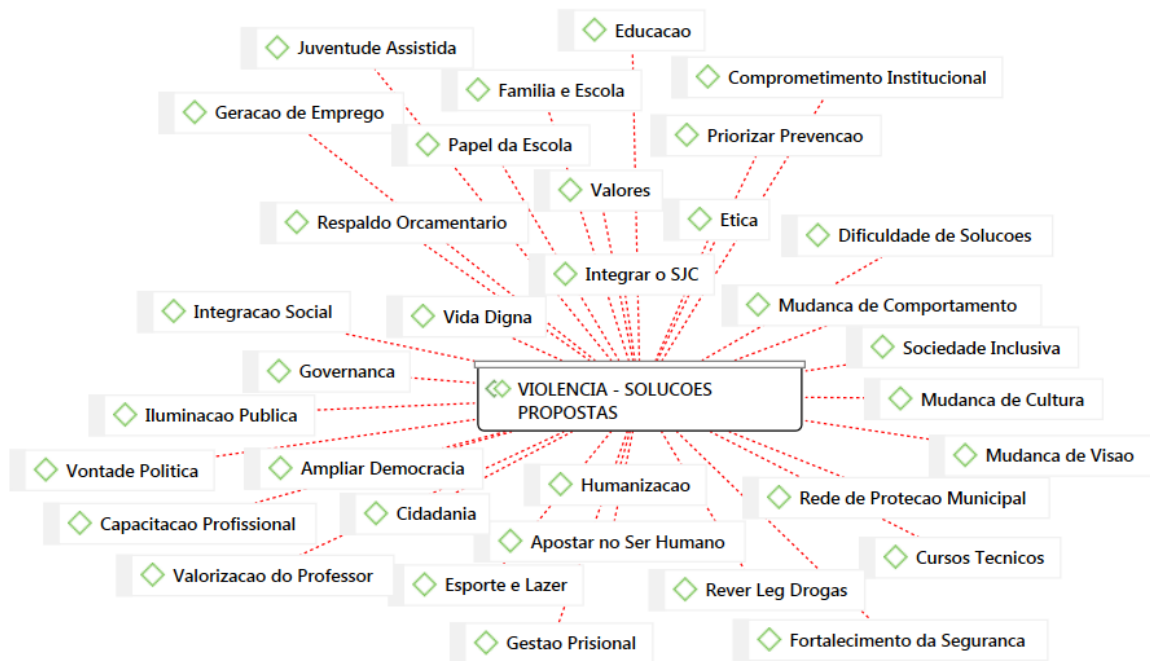 Educacao
Juventude Assistida
Comprometimento Institucional
Familia e Escola
Geracao de Emprego
Priorizar Prevencao
Papel da Escola
Valores
Etica
Respaldo Orcamentario
Dificuldade de Solucoes
Integrar o SJC
Mudanca de Comportamento
Integracao Social
Vida Digna
Sociedade Inclusiva
Governanca
VIOLENCIA - SOLUCOES
PROPOSTAS
Mudanca de Cultura
Iluminacao Publica
Mudanca de Visao
Vontade Politica
Ampliar Democracia
Humanizacao
Rede de Protecao Municipal
Capacitacao Profissional
Cidadania
Apostar no Ser Humano
Cursos Tecnicos
Valorizacao do Professor
Esporte e Lazer
Rever Leg Drogas
Gestao Prisional
Fortalecimento da Seguranca